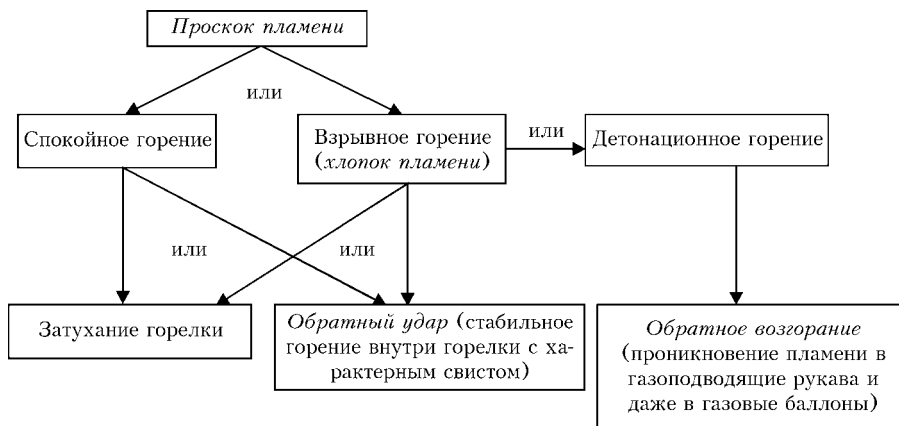 Проскок пламени
или
Спокойное горение
Взрывное горение
(хлопок пламени)
или
Детонационное горение
или
или
Затухание горелки
Обратный удар (стабильное
горение внутри горелки с ха-
рактерным свистом)
Обратное возгорание
(проникновение пламени в
газоподводящие рукава и
даже в газовые баллоны)